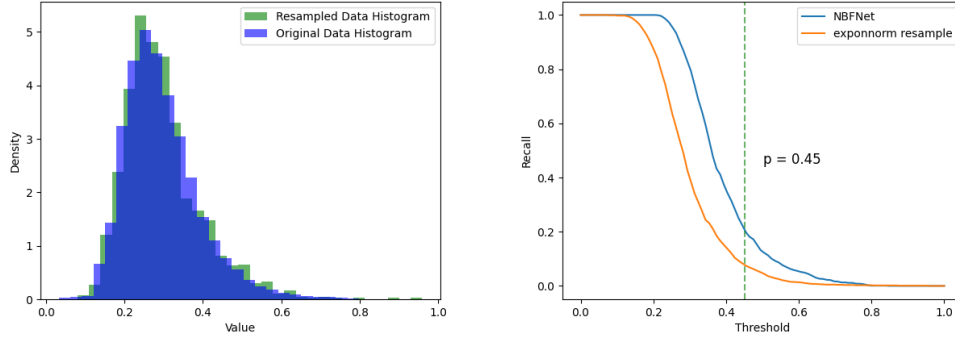 Resampled Data Histogram
Original Data Histogram
Density
5
4
3
2
1
0
0.0 0.2 0.4 0.6 0.8 1.0
Value
NBFNet
exponnorm resample
Recall
1.0
0.8
0.6
0.4
0.2
0.0
p = 0.45
0.0 0.2 0.4 0.6 0.8 1.0
Threshold